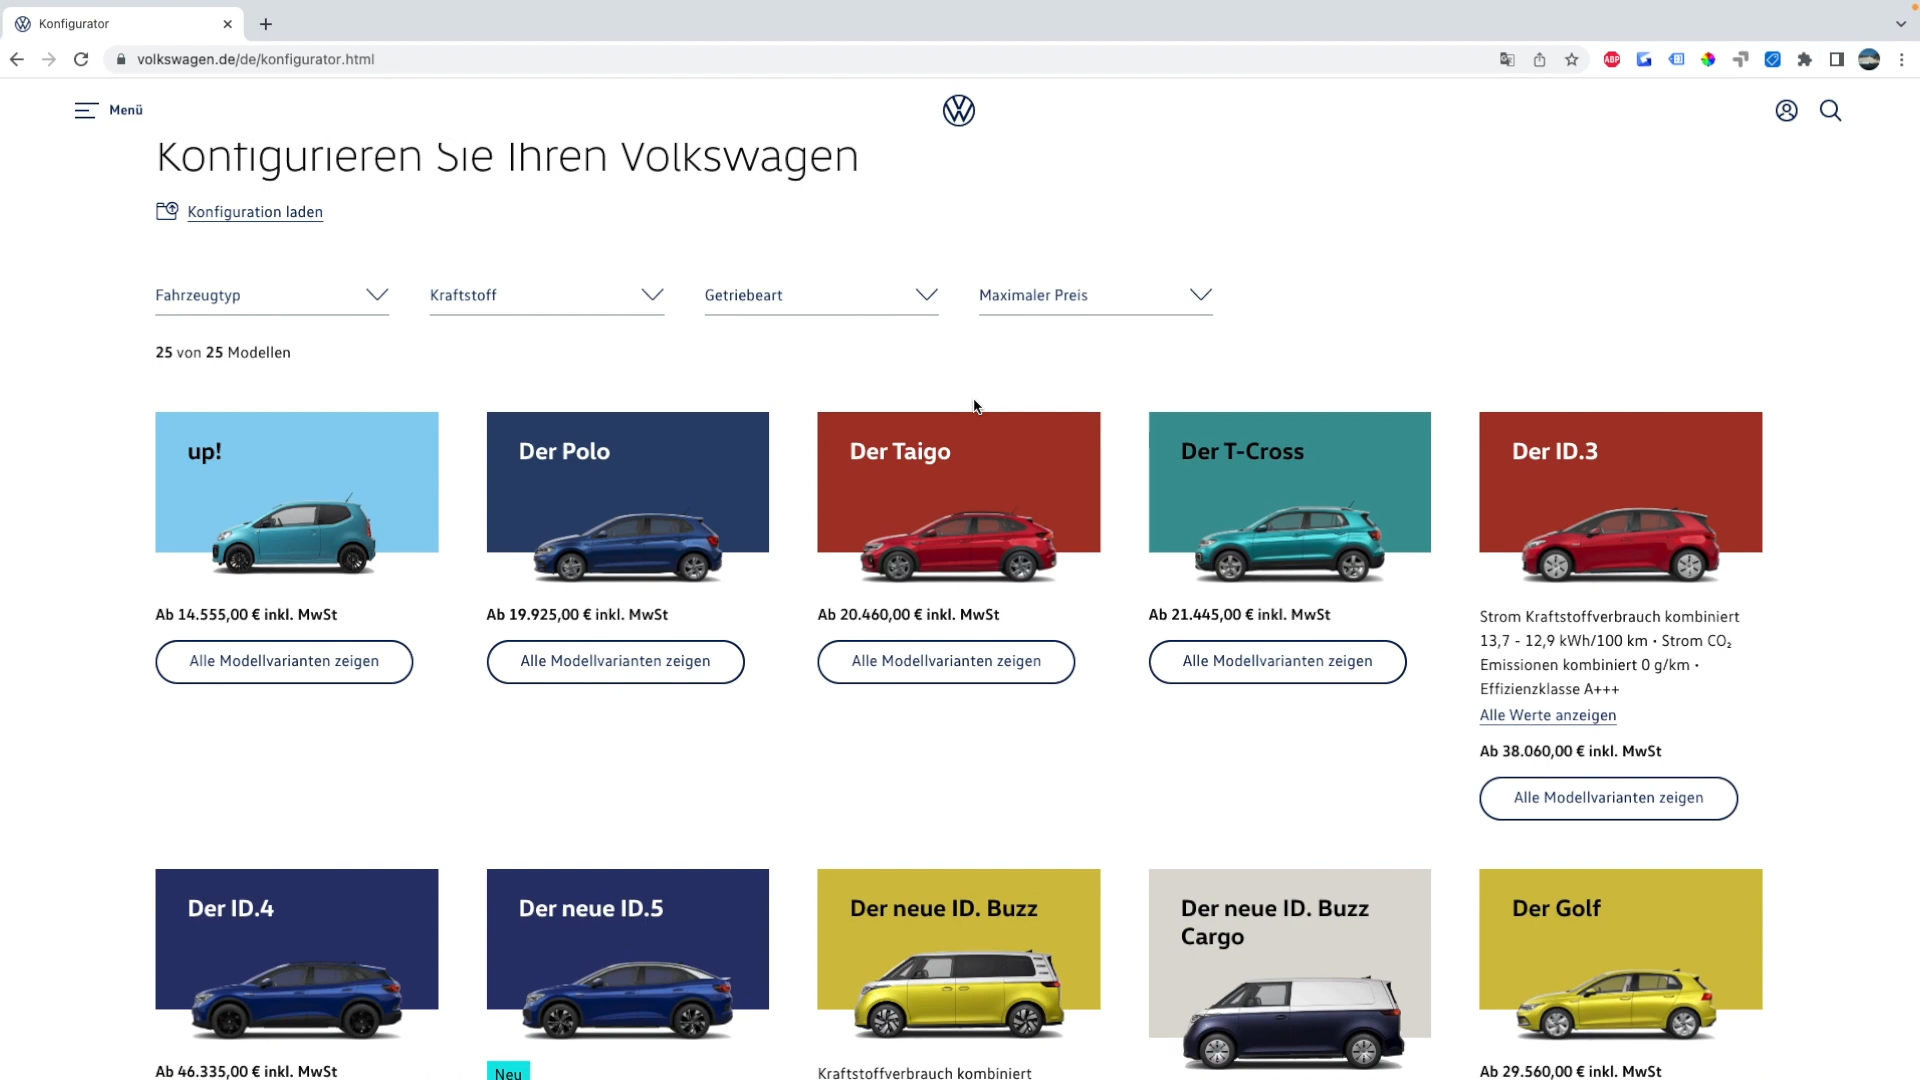 Konfigurator
volkswagen.de/de/konfigurator.html
ABP
Menü
Konfigurieren Sie Ihren Volkswagen
Konfiguration laden
Fahrzeugtyp
Kraftstoff
Getriebeart
Maximaler Preis
25 von 25 Modellen
up!
Der Polo
Der Taigo
Der T-Cross
Der ID.3
Ab 14.555,00 € inkl. MwSt
Alle Modellvarianten zeigen
Ab 19.925,00 € inkl. MwSt
Alle Modellvarianten zeigen
Ab 20.460,00 € inkl. MwSt
Alle Modellvarianten zeigen
Ab 21.445,00 € inkl. MwSt
Alle Modellvarianten zeigen
Strom Kraftstoffverbrauch kombiniert
13,7 - 12,9 kWh/100 km • Strom CO₂
Emissionen kombiniert 0 g/km •
Effizienzklasse A+++
Alle Werte anzeigen
Ab 38.060,00 € inkl. MwSt
Alle Modellvarianten zeigen
Der ID.4
Der neue ID.5
Der neue ID. Buzz
Der neue ID. Buzz
Cargo
Der Golf
Ab 46.335,00 € inkl. MwSt
Neu
Kraftstoffverbrauch kombiniert
Ab 29.560,00 € inkl. MwSt